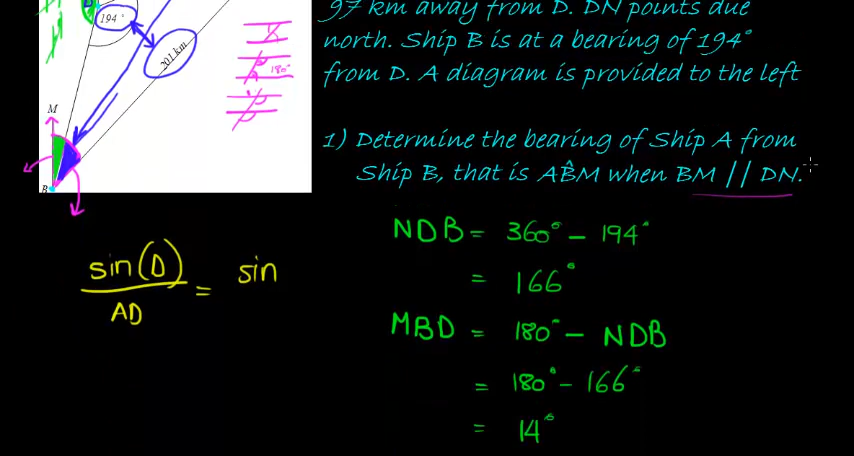 97 km away from D. DN points due
north. Ship B is at a bearing of 194°
from D. A diagram is provided to the left
1) Determine the bearing of Ship A from
Ship B, that is AB̂M when BM // DN.
194°
201 km
180°
M
B
sin(D)
AD
= sin
NDB = 360° - 194°
= 166°
MBD = 180° - NDB
= 180° - 166°
= 14°